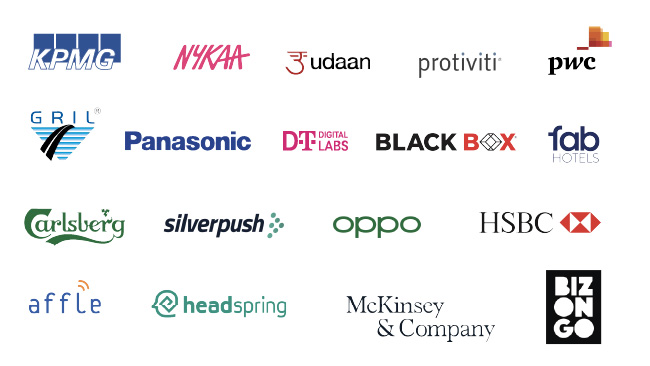 KPMG
NYKAA
उ udaan
protiviti®
pwc
GRIL®
Panasonic
DT DIGITAL
LABS
BLACK BOX®
fab
HOTELS
Carlsberg
silverpush
oppo
HSBC
affle
headspring
McKinsey
& Company
BIZ
ON
GO